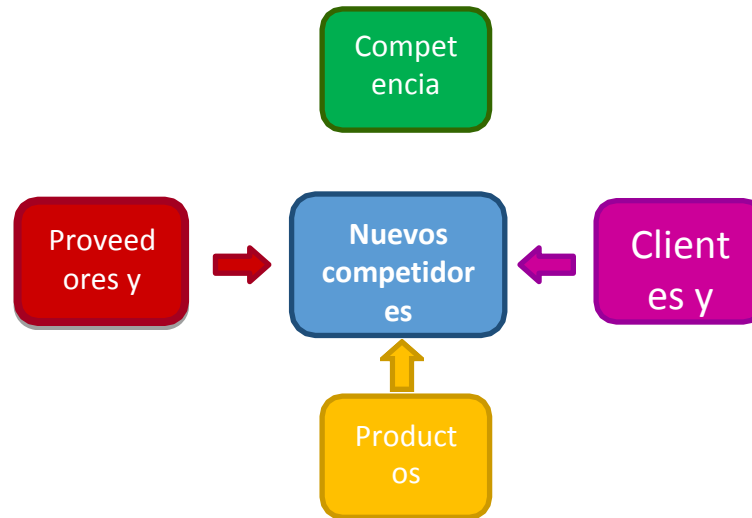 Compet
encia
Proveed
ores y
Nuevos
competidor
es
Client
es y
Product
os